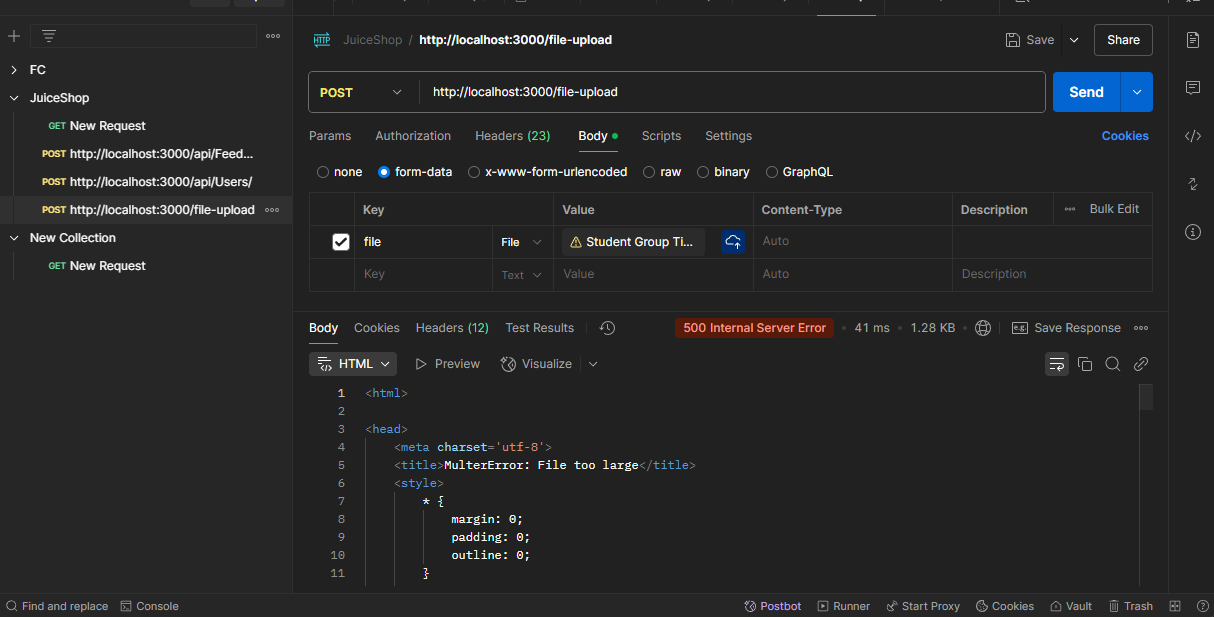 HTTP JuiceShop / http://localhost:3000/file-upload Save Share
FC
JuiceShop
GET New Request
POST http://localhost:3000/api/Feed...
POST http://localhost:3000/api/Users/
POST http://localhost:3000/file-upload
New Collection
GET New Request
POST http://localhost:3000/file-upload Send
Params Authorization Headers (23) Body Scripts Settings Cookies
none form-data x-www-form-urlencoded raw binary GraphQL
Key Value Content-Type Description Bulk Edit
file File Student Group Ti... Auto
Key Text Value Auto Description
Body Cookies Headers (12) Test Results 500 Internal Server Error 41 ms 1.28 KB e.g. Save Response
HTML Preview Visualize
1 <html>
2
3 <head>
4 <meta charset='utf-8'>
5 <title>MulterError: File too large</title>
6 <style>
7 * {
8 margin: 0;
9 padding: 0;
10 outline: 0;
11 }
Find and replace Console Postbot Runner Start Proxy Cookies Vault Trash